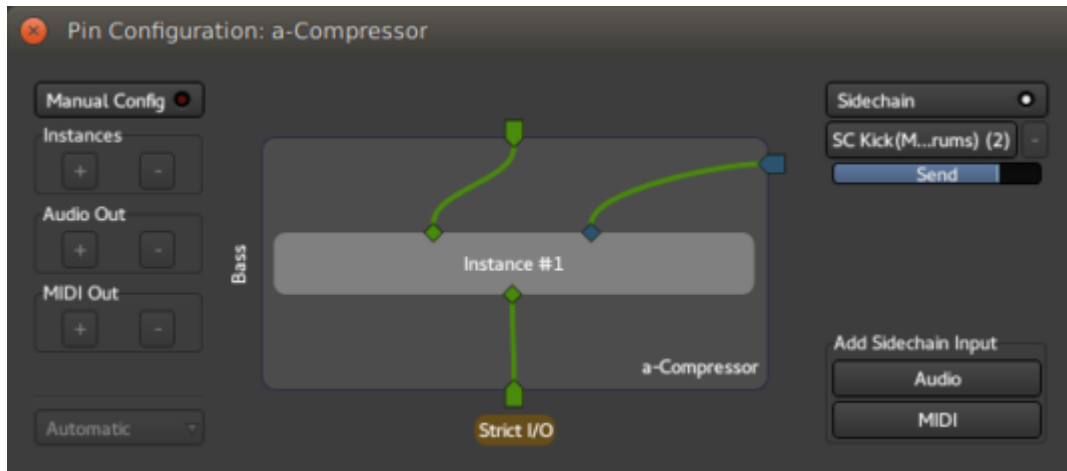 Pin Configuration: a-Compressor
Manual Config
Instances
+ -
Audio Out
+ -
MIDI Out
+ -
Automatic
Bass
Instance #1
a-Compressor
Strict I/O
Sidechain
SC Kick(M...rums) (2) -
Send
Add Sidechain Input
Audio
MIDI